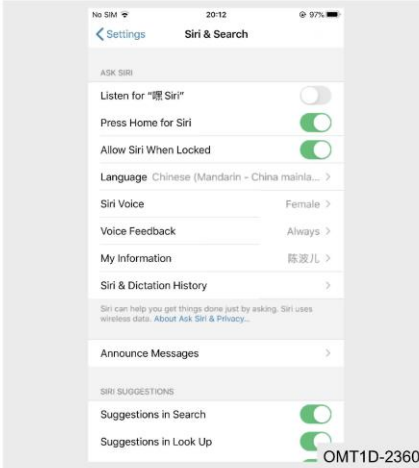 No SIM 20:12 97%
Settings Siri & Search
ASK SIRI
Listen for "嘿 Siri"
Press Home for Siri
Allow Siri When Locked
Language Chinese (Mandarin - China mainla...
Siri Voice Female
Voice Feedback Always
My Information 陈波儿
Siri & Dictation History
Siri can help you get things done just by asking. Siri uses
wireless data. About Ask Siri & Privacy...
Announce Messages
SIRI SUGGESTIONS
Suggestions in Search
Suggestions in Look Up
OMT1D-2360